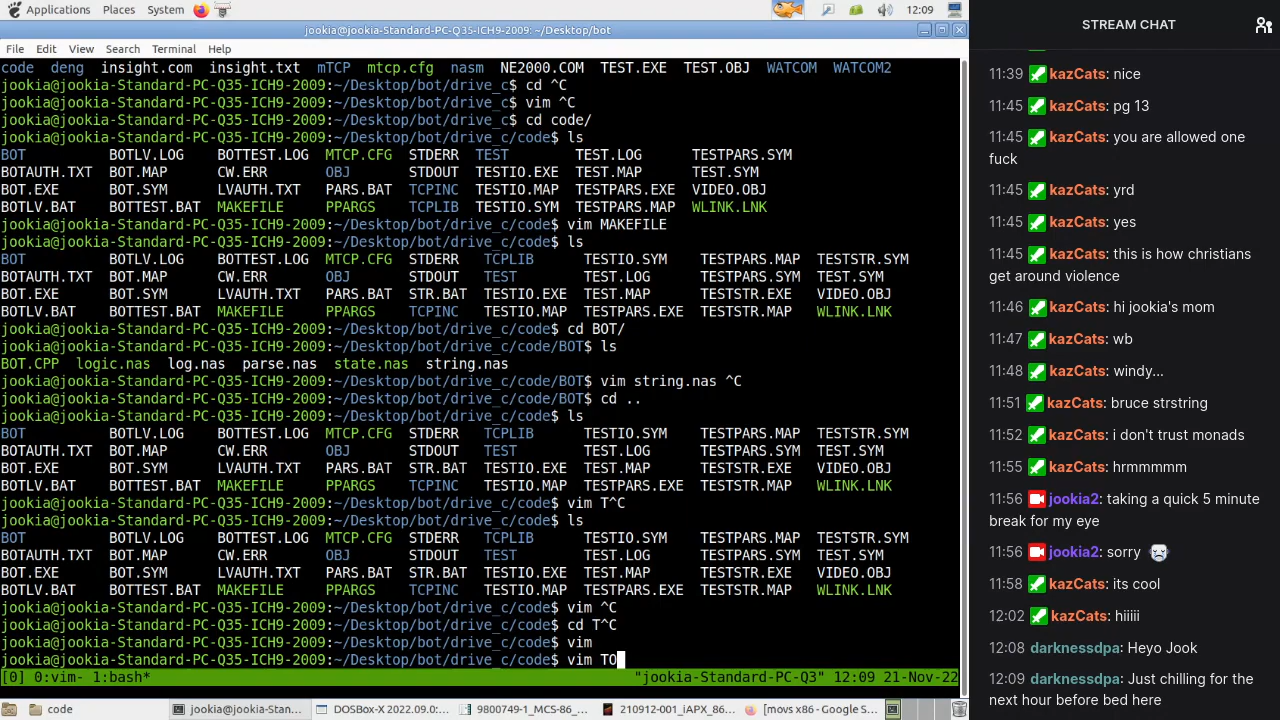 Applications Places System 12:09
jookia@jookia-Standard-PC-Q35-ICH9-2009: ~/Desktop/bot
File Edit View Search Terminal Help
code deng insight.com insight.txt mTCP mtcp.cfg nasm NE2000.COM TEST.EXE TEST.OBJ WATCOM WATCOM2
jookia@jookia-Standard-PC-Q35-ICH9-2009:~/Desktop/bot/drive_c$ cd ^C
jookia@jookia-Standard-PC-Q35-ICH9-2009:~/Desktop/bot/drive_c$ vim ^C
jookia@jookia-Standard-PC-Q35-ICH9-2009:~/Desktop/bot/drive_c$ cd code/
jookia@jookia-Standard-PC-Q35-ICH9-2009:~/Desktop/bot/drive_c/code$ ls
BOT BOTLV.LOG BOTTEST.LOG MTCP.CFG STDERR TEST TEST.LOG TESTPARS.SYM
BOTAUTH.TXT BOT.MAP CW.ERR OBJ STDOUT TESTIO.EXE TEST.MAP TEST.SYM
BOT.EXE BOT.SYM LVAUTH.TXT PARS.BAT TCPINC TESTIO.MAP TESTPARS.EXE VIDEO.OBJ
BOTLV.BAT BOTTEST.BAT MAKEFILE PPARGS TCPLIB TESTIO.SYM TESTPARS.MAP WLINK.LNK
jookia@jookia-Standard-PC-Q35-ICH9-2009:~/Desktop/bot/drive_c/code$ vim MAKEFILE
jookia@jookia-Standard-PC-Q35-ICH9-2009:~/Desktop/bot/drive_c/code$ ls
BOT BOTLV.LOG BOTTEST.LOG MTCP.CFG STDERR TCPLIB TESTIO.SYM TESTPARS.MAP TESTSTR.SYM
BOTAUTH.TXT BOT.MAP CW.ERR OBJ STDOUT TEST TEST.LOG TESTPARS.SYM TEST.SYM
BOT.EXE BOT.SYM LVAUTH.TXT PARS.BAT STR.BAT TESTIO.EXE TEST.MAP TESTSTR.EXE VIDEO.OBJ
BOTLV.BAT BOTTEST.BAT MAKEFILE PPARGS TCPINC TESTIO.MAP TESTPARS.EXE TESTSTR.MAP WLINK.LNK
jookia@jookia-Standard-PC-Q35-ICH9-2009:~/Desktop/bot/drive_c/code$ cd BOT/
jookia@jookia-Standard-PC-Q35-ICH9-2009:~/Desktop/bot/drive_c/code/BOT$ ls
BOT.CPP logic.nas log.nas parse.nas state.nas string.nas
jookia@jookia-Standard-PC-Q35-ICH9-2009:~/Desktop/bot/drive_c/code/BOT$ vim string.nas ^C
jookia@jookia-Standard-PC-Q35-ICH9-2009:~/Desktop/bot/drive_c/code/BOT$ cd ..
jookia@jookia-Standard-PC-Q35-ICH9-2009:~/Desktop/bot/drive_c/code$ ls
BOT BOTLV.LOG BOTTEST.LOG MTCP.CFG STDERR TCPLIB TESTIO.SYM TESTPARS.MAP TESTSTR.SYM
BOTAUTH.TXT BOT.MAP CW.ERR OBJ STDOUT TEST TEST.LOG TESTPARS.SYM TEST.SYM
BOT.EXE BOT.SYM LVAUTH.TXT PARS.BAT STR.BAT TESTIO.EXE TEST.MAP TESTSTR.EXE VIDEO.OBJ
BOTLV.BAT BOTTEST.BAT MAKEFILE PPARGS TCPINC TESTIO.MAP TESTPARS.EXE TESTSTR.MAP WLINK.LNK
jookia@jookia-Standard-PC-Q35-ICH9-2009:~/Desktop/bot/drive_c/code$ vim T^C
jookia@jookia-Standard-PC-Q35-ICH9-2009:~/Desktop/bot/drive_c/code$ ls
BOT BOTLV.LOG BOTTEST.LOG MTCP.CFG STDERR TCPLIB TESTIO.SYM TESTPARS.MAP TESTSTR.SYM
BOTAUTH.TXT BOT.MAP CW.ERR OBJ STDOUT TEST TEST.LOG TESTPARS.SYM TEST.SYM
BOT.EXE BOT.SYM LVAUTH.TXT PARS.BAT STR.BAT TESTIO.EXE TEST.MAP TESTSTR.EXE VIDEO.OBJ
BOTLV.BAT BOTTEST.BAT MAKEFILE PPARGS TCPINC TESTIO.MAP TESTPARS.EXE TESTSTR.MAP WLINK.LNK
jookia@jookia-Standard-PC-Q35-ICH9-2009:~/Desktop/bot/drive_c/code$ vim ^C
jookia@jookia-Standard-PC-Q35-ICH9-2009:~/Desktop/bot/drive_c/code$ cd T^C
jookia@jookia-Standard-PC-Q35-ICH9-2009:~/Desktop/bot/drive_c/code$ vim
jookia@jookia-Standard-PC-Q35-ICH9-2009:~/Desktop/bot/drive_c/code$ vim TO
[0] 0:vim- 1:bash* "jookia-Standard-PC-Q3" 12:09 21-Nov-22
code jookia@jookia-Stan... DOSBox-X 2022.09.0:... 9800749-1_MCS-86_... 210912-001_iAPX_86... [movs x86 - Google S...
STREAM CHAT
11:39 kazCats: nice
11:45 kazCats: pg 13
11:45 kazCats: you are allowed one
fuck
11:45 kazCats: yrd
11:45 kazCats: yes
11:45 kazCats: this is how christians
get around violence
11:46 kazCats: hi jookia's mom
11:47 kazCats: wb
11:48 kazCats: windy...
11:51 kazCats: bruce strstring
11:52 kazCats: i don't trust monads
11:55 kazCats: hrmmmmm
11:56 jookia2: taking a quick 5 minute
break for my eye
11:56 jookia2: sorry
11:58 kazCats: its cool
12:02 kazCats: hiiiii
12:08 darknessdpa: Heyo Jook
12:09 darknessdpa: Just chilling for the
next hour before bed here